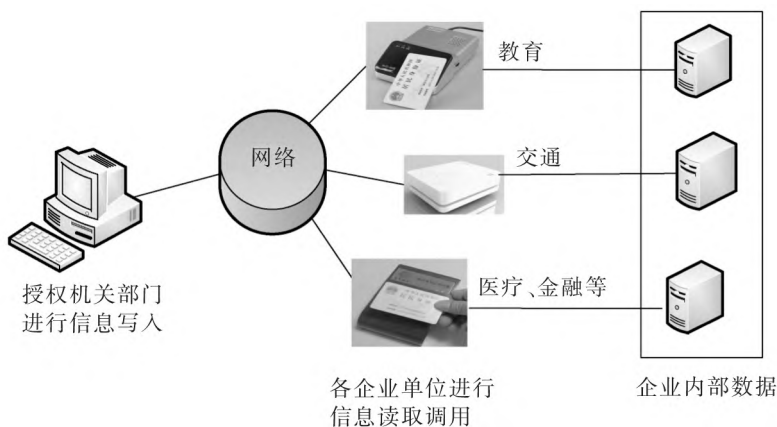 教育
网络
交通
授权机关部门
进行信息写入
医疗、金融等
各企业单位进行
信息读取调用
企业内部数据